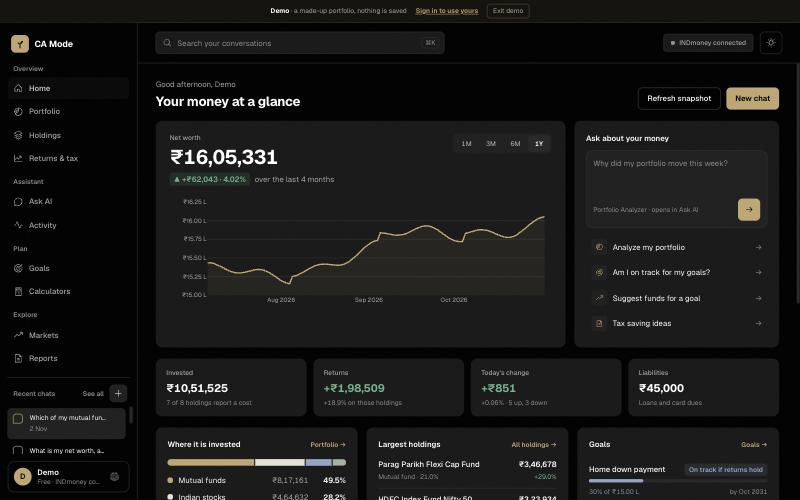 Demo · a made-up portfolio, nothing is saved Sign in to use yours Exit demo
CA Mode
Search your conversations ⌘K
INDmoney connected
Overview
Home
Portfolio
Holdings
Returns & tax
Assistant
Ask AI
Activity
Plan
Goals
Calculators
Explore
Markets
Reports
Recent chats See all +
Which of my mutual fun...
2 Nov
What is my net worth, a...
D Demo
Free · INDmoney co...
Good afternoon, Demo
Your money at a glance
Refresh snapshot
New chat
Net worth
₹16,05,331
▲ +₹62,043 · 4.02% over the last 4 months
1M 3M 6M 1Y
₹16.25 L
₹16.00 L
₹15.75 L
₹15.50 L
₹15.25 L
₹15.00 L
Aug 2026 Sep 2026 Oct 2026
Ask about your money
Why did my portfolio move this week?
Portfolio Analyzer · opens in Ask AI →
Analyze my portfolio →
Am I on track for my goals? →
Suggest funds for a goal →
Tax saving ideas →
Invested
₹10,51,525
7 of 8 holdings report a cost
Returns
+₹1,98,509
+18.9% on those holdings
Today's change
+₹851
+0.06% · 5 up, 3 down
Liabilities
₹45,000
Loans and card dues
Where it is invested Portfolio →
Mutual funds ₹8,17,161 49.5%
Indian stocks ₹4,64,632 28.2%
Largest holdings All holdings →
Parag Parikh Flexi Cap Fund ₹3,46,678
Mutual fund · 21.0% +29.0%
HDFC Index Fund Nifty 50 ₹3,23,934
Goals Goals →
Home down payment On track if returns hold
30% of ₹15.00 L by Oct 2031